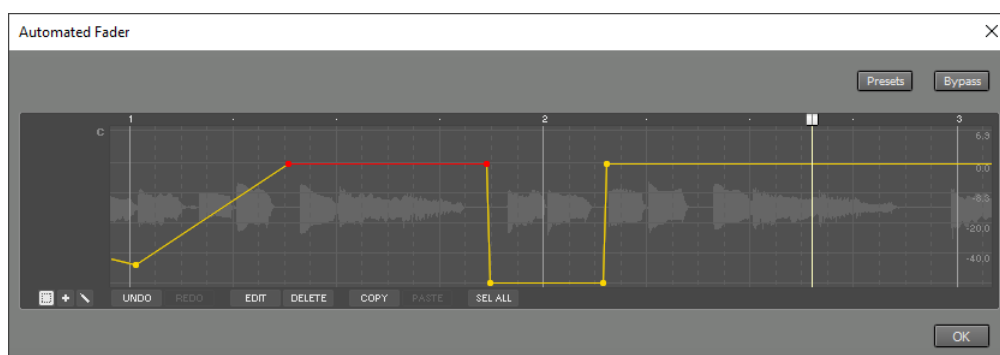 Automated Fader
Presets Bypass
1 2 3
C 6.3
0.0
-8.3
-20.0
-40.0
UNDO REDO EDIT DELETE COPY PASTE SEL ALL
OK